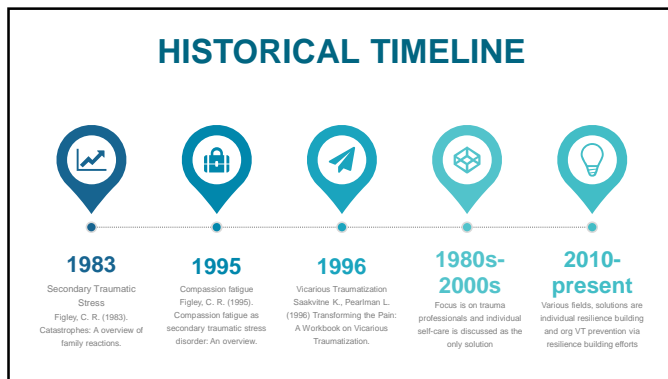 HISTORICAL TIMELINE
1983
Secondary Traumatic
Stress
Figley, C. R. (1983).
Catastrophes: A overview of
family reactions.
1995
Compassion fatigue
Figley, C. R. (1995).
Compassion fatigue as
secondary traumatic stress
disorder: An overview.
1996
Vicarious Traumatization
Saakvitne K., Pearlman L.
(1996) Transforming the Pain:
A Workbook on Vicarious
Traumatization.
1980s-
2000s
Focus is on trauma
professionals and individual
self-care is discussed as the
only solution
2010-
present
Various fields, solutions are
individual resilience building
and org VT prevention via
resilience building efforts